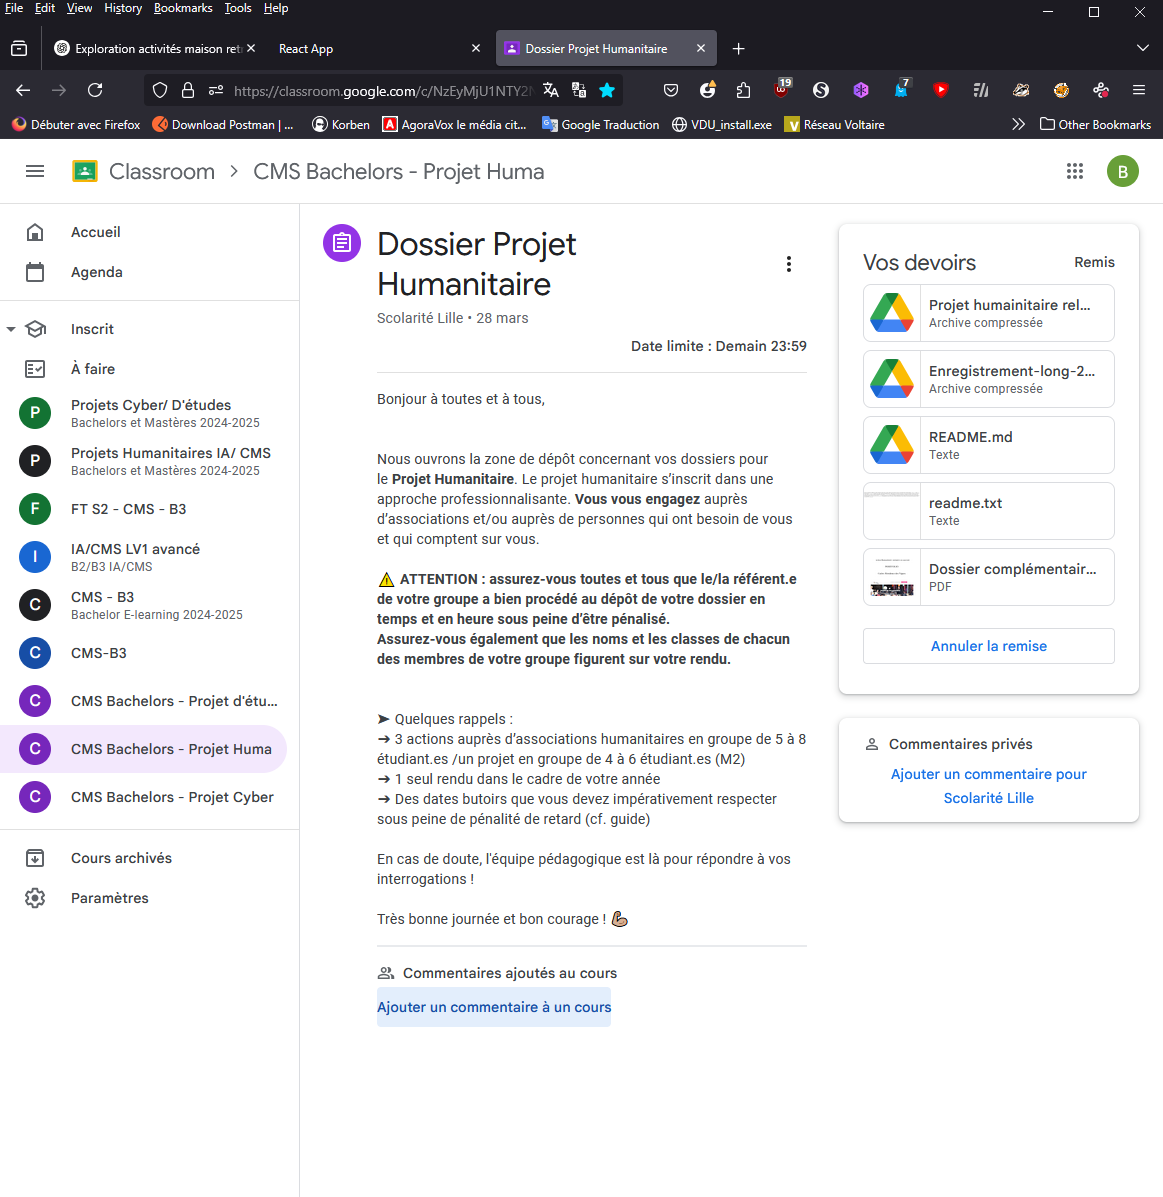 File Edit View History Bookmarks Tools Help
Exploration activités maison ret
React App
Dossier Projet Humanitaire
https://classroom.google.com/c/NzEyMjU1NTY2N
19
7
Débuter avec Firefox
Download Postman | ...
Korben
AgoraVox le média cit...
Google Traduction
VDU_install.exe
Réseau Voltaire
Other Bookmarks
Classroom > CMS Bachelors - Projet Huma
B
Accueil
Agenda
Inscrit
À faire
P
Projets Cyber/ D'études
Bachelors et Mastères 2024-2025
P
Projets Humanitaires IA/ CMS
Bachelors et Mastères 2024-2025
F
FT S2 - CMS - B3
I
IA/CMS LV1 avancé
B2/B3 IA/CMS
C
CMS - B3
Bachelor E-learning 2024-2025
C
CMS-B3
C
CMS Bachelors - Projet d'étu...
C
CMS Bachelors - Projet Huma
C
CMS Bachelors - Projet Cyber
Cours archivés
Paramètres
Dossier Projet
Humanitaire
Scolarité Lille • 28 mars
Date limite : Demain 23:59
Bonjour à toutes et à tous,
Nous ouvrons la zone de dépôt concernant vos dossiers pour
le Projet Humanitaire. Le projet humanitaire s’inscrit dans une
approche professionnalisante. Vous vous engagez auprès
d’associations et/ou auprès de personnes qui ont besoin de vous
et qui comptent sur vous.
⚠️ ATTENTION : assurez-vous toutes et tous que le/la référent.e
de votre groupe a bien procédé au dépôt de votre dossier en
temps et en heure sous peine d’être pénalisé.
Assurez-vous également que les noms et les classes de chacun
des membres de votre groupe figurent sur votre rendu.
➤ Quelques rappels :
➔ 3 actions auprès d’associations humanitaires en groupe de 5 à 8
étudiant.es /un projet en groupe de 4 à 6 étudiant.es (M2)
➔ 1 seul rendu dans le cadre de votre année
➔ Des dates butoirs que vous devez impérativement respecter
sous peine de pénalité de retard (cf. guide)
En cas de doute, l'équipe pédagogique est là pour répondre à vos
interrogations !
Très bonne journée et bon courage ! 💪🏼
Commentaires ajoutés au cours
Ajouter un commentaire à un cours
Vos devoirs
Remis
Projet humainitaire rel...
Archive compressée
Enregistrement-long-2...
Archive compressée
README.md
Texte
readme.txt
Texte
Dossier complémentair...
PDF
Annuler la remise
Commentaires privés
Ajouter un commentaire pour
Scolarité Lille